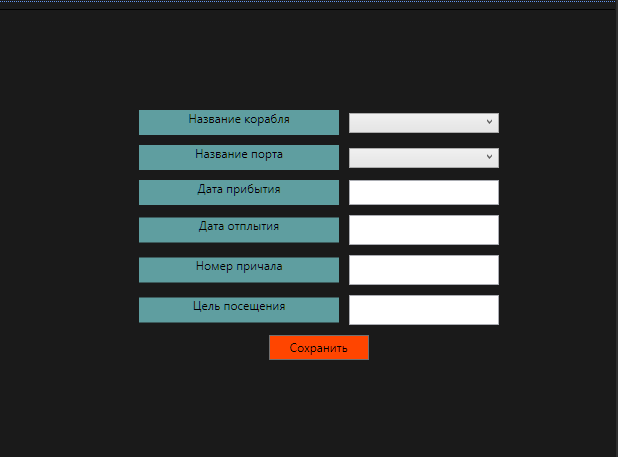 Название корабля
Название порта
Дата прибытия
Дата отплытия
Номер причала
Цель посещения
Сохранить